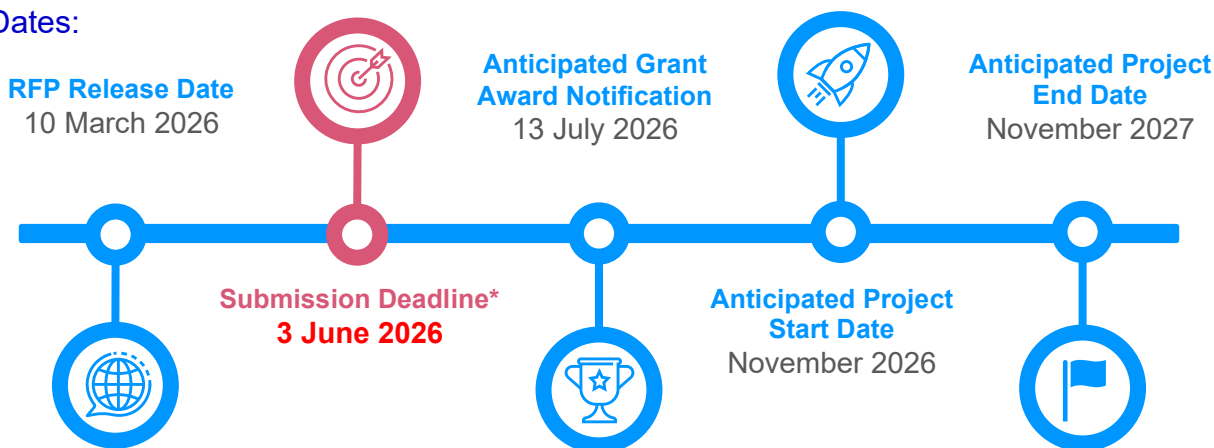 Dates:
RFP Release Date
10 March 2026
Submission Deadline*
3 June 2026
Anticipated Grant
Award Notification
13 July 2026
Anticipated Project
Start Date
November 2026
Anticipated Project
End Date
November 2027